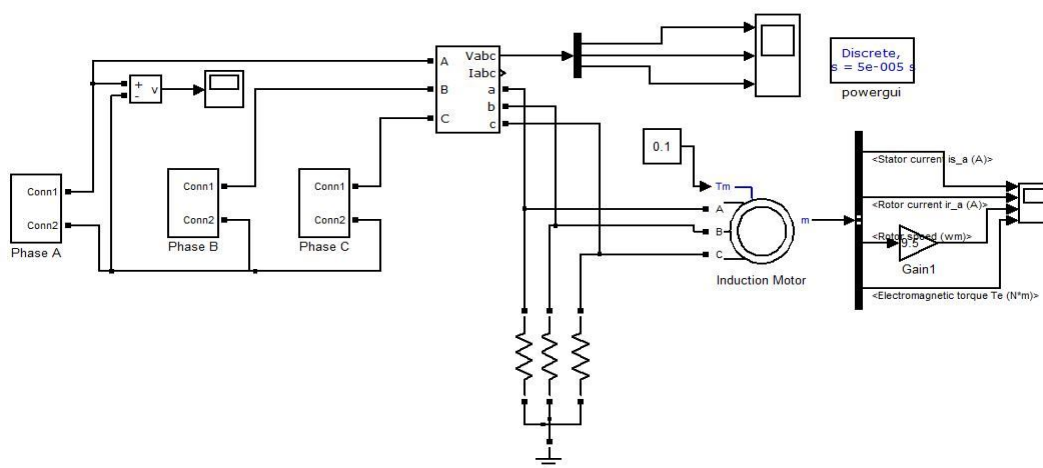 Vabc
Iabc
A
a
B
b
C
c
+
-
v
Discrete,
s = 5e-005 s
powergui
0.1
<Stator current is_a (A)>
Conn1
Conn2
Phase A
Conn1
Conn2
Phase B
Conn1
Conn2
Phase C
Tm
A
B
C
m
Induction Motor
<Rotor current ir_a (A)>
<Rotor speed (wm)>
9.5
Gain1
<Electromagnetic torque Te (N*m)>